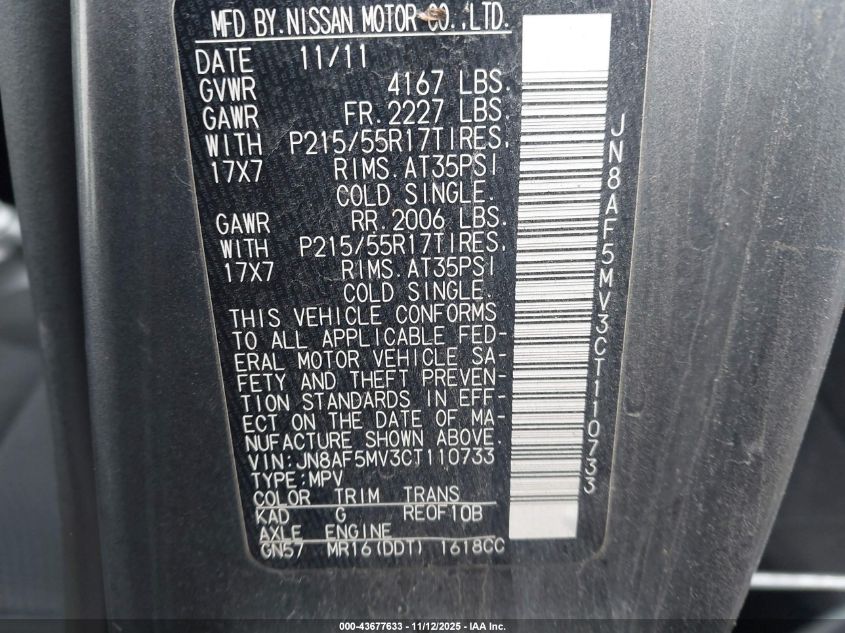 MFD BY.NISSAN MOTOR CO.,LTD.
DATE 11/11
GVWR 4167 LBS.
GAWR FR.2227 LBS.
WITH P215/55R17TIRES.
17X7 RIMS.AT35PSI
COLD SINGLE.
GAWR RR.2006 LBS.
WITH P215/55R17TIRES.
17X7 RIMS.AT35PSI
COLD SINGLE.
THIS VEHICLE CONFORMS
TO ALL APPLICABLE FED-
ERAL MOTOR VEHICLE SA-
FETY AND THEFT PREVEN-
TION STANDARDS IN EFF-
ECT ON THE DATE OF MA-
NUFACTURE SHOWN ABOVE.
VIN:JN8AF5MV3CT110733
TYPE:MPV
COLOR TRIM TRANS
KAD G REOF10B
AXLE ENGINE
GN57 MR16(DDT) 1618CC
JN8AF5MV3CT110733
000-43677633 - 11/12/2025 - IAA Inc.